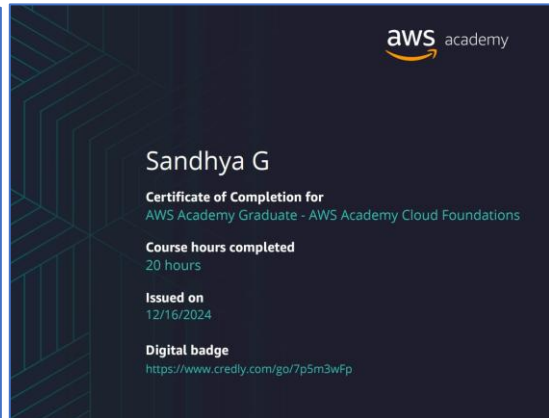 aws academy
Sandhya G
Certificate of Completion for
AWS Academy Graduate - AWS Academy Cloud Foundations
Course hours completed
20 hours
Issued on
12/16/2024
Digital badge
https://www.credly.com/go/7p5m3wFp